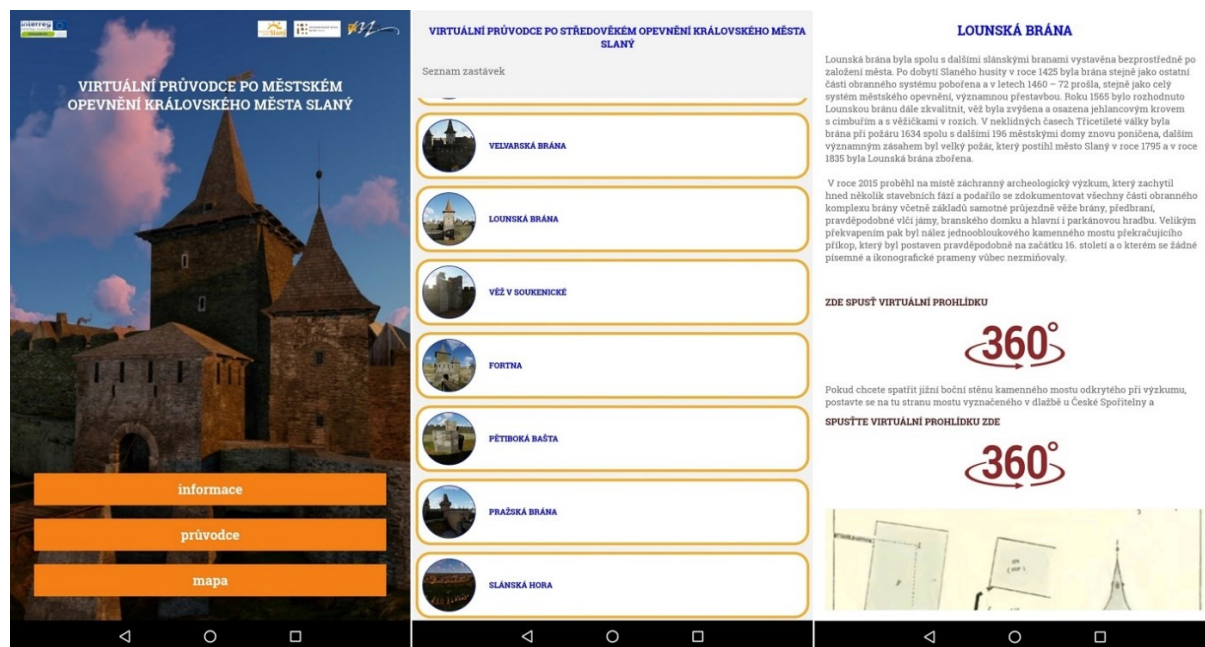 Interreg
Slaný
VIRTUÁLNÍ PRŮVODCE PO MĚSTSKÉM
OPEVNĚNÍ KRÁLOVSKÉHO MĚSTA SLANÝ
informace
průvodce
mapa
VIRTUÁLNÍ PRŮVODCE PO STŘEDOVĚKÉM OPEVNĚNÍ KRÁLOVSKÉHO MĚSTA
SLANÝ
Seznam zastávek
VELVARSKÁ BRÁNA
LOUNSKÁ BRÁNA
VĚŽ V SOUKENICKÉ
FORTNA
PĚTIBOKÁ BAŠTA
PRAŽSKÁ BRÁNA
SLÁNSKÁ HORA
LOUNSKÁ BRÁNA
Lounská brána byla spolu s dalšími slánskými branami vystavěna bezprostředně po
založení města. Po dobytí Slaného husity v roce 1425 byla brána stejně jako ostatní
části obranného systému pobořena a v letech 1460 – 72 prošla, stejně jako celý
systém městského opevnění, významnou přestavbou. Roku 1565 bylo rozhodnuto
Lounskou bránu dále zkvalitnit, věž byla zvýšena a osazena jehlancovým krovem
s cimbuřím a s věžičkami v rozích. V neklidných časech Třicetileté války byla
brána při požáru 1634 spolu s dalšími 196 městskými domy znovu poničena, dalším
významným zásahem byl velký požár, který postihl město Slaný v roce 1795 a v roce
1835 byla Lounská brána zbořena.
V roce 2015 proběhl na místě záchranný archeologický výzkum, který zachytil
hned několik stavebních fází a podařilo se zdokumentovat všechny části obranného
komplexu brány včetně základů samotné průjezdně věže brány, předbraní,
pravděpodobné vlčí jámy, branského domku a hlavní i parkánovou hradbu. Velikým
překvapením pak byl nález jednoobloukového kamenného mostu překračujícího
příkop, který byl postaven pravděpodobně na začátku 16. století a o kterém se žádné
písemné a ikonografické prameny vůbec nezmiňovaly.
ZDE SPUSŤ VIRTUÁLNÍ PROHLÍDKU
360°
Pokud chcete spatřit jižní boční stěnu kamenného mostu odkrytého při výzkumu,
postavte se na tu stranu mostu vyznačeného v dlažbě u České Spořitelny a
SPUSŤTE VIRTUÁLNÍ PROHLÍDKU ZDE
360°